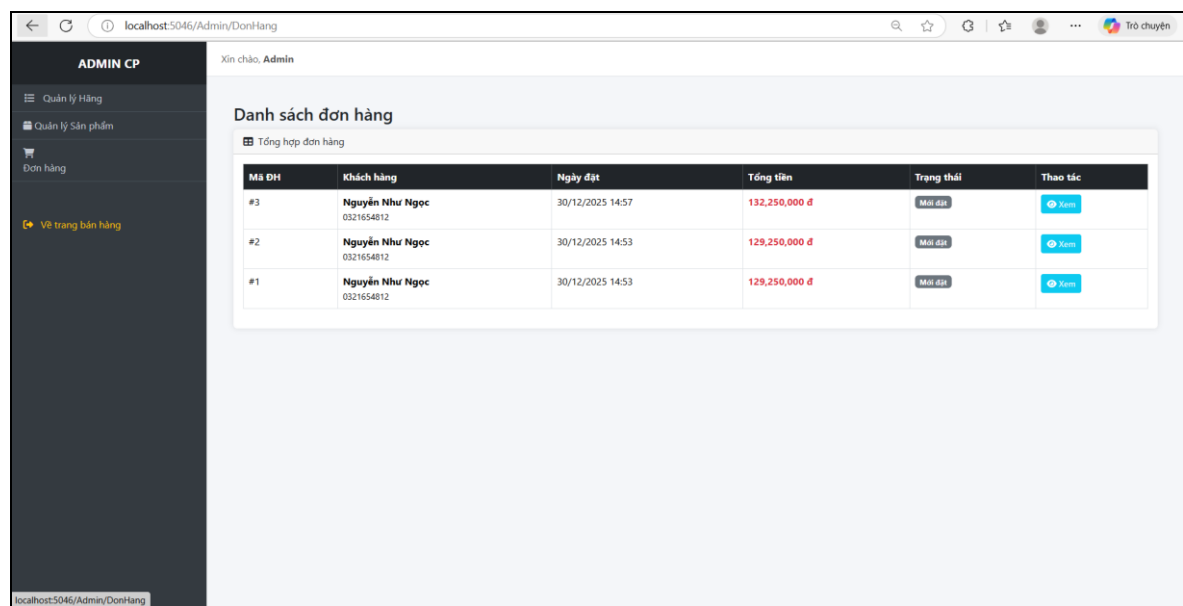 localhost:5046/Admin/DonHang
Trò chuyện
ADMIN CP
Xin chào, Admin
Quản lý Hãng
Quản lý Sản phẩm
Đơn hàng
Về trang bán hàng
Danh sách đơn hàng
Tổng hợp đơn hàng
Mã ĐH Khách hàng Ngày đặt Tổng tiền Trạng thái Thao tác
#3 Nguyễn Như Ngọc 30/12/2025 14:57 132,250,000 đ Mới đặt Xem
0321654812
#2 Nguyễn Như Ngọc 30/12/2025 14:53 129,250,000 đ Mới đặt Xem
0321654812
#1 Nguyễn Như Ngọc 30/12/2025 14:53 129,250,000 đ Mới đặt Xem
0321654812
localhost:5046/Admin/DonHang